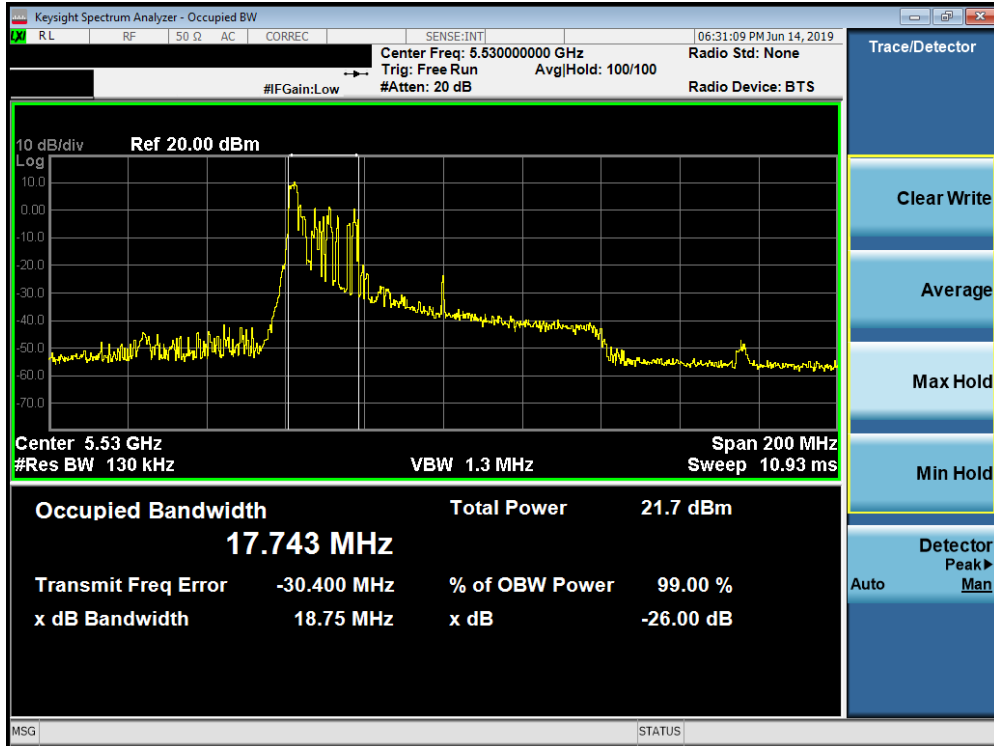 Keysight Spectrum Analyzer - Occupied BW
LXI RL RF 50 Ω AC CORREC SENSE:INT 06:31:09 PM Jun 14, 2019
Center Freq: 5.530000000 GHz Radio Std: None
Trig: Free Run Avg|Hold: 100/100
#IFGain:Low #Atten: 20 dB Radio Device: BTS
Trace/Detector
10 dB/div Ref 20.00 dBm
Log
10.0
0.00
-10.0
-20.0
-30.0
-40.0
-50.0
-60.0
-70.0
Center 5.53 GHz Span 200 MHz
#Res BW 130 kHz VBW 1.3 MHz Sweep 10.93 ms
Occupied Bandwidth Total Power 21.7 dBm
17.743 MHz
Transmit Freq Error -30.400 MHz % of OBW Power 99.00 %
x dB Bandwidth 18.75 MHz x dB -26.00 dB
Clear Write
Average
Max Hold
Min Hold
Detector
Peak▶
Auto Man
MSG STATUS